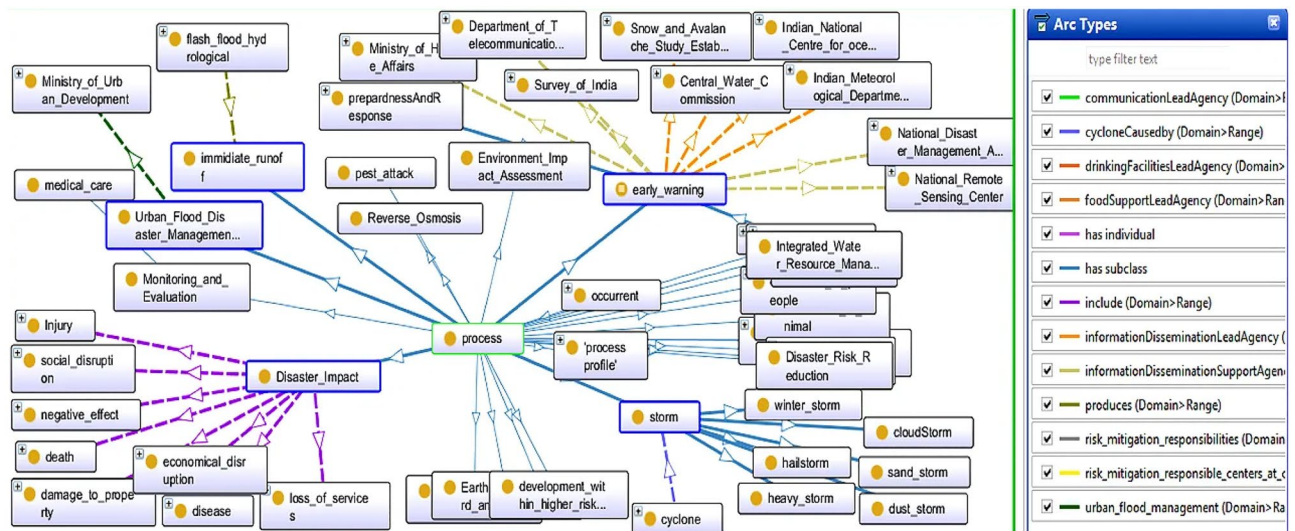 flash_flood_hyd
rological
Ministry_of_Urb
an_Development
immidiate_runof
f
medical_care
Urban_Flood_Dis
aster_Managemen...
Monitoring_and_
Evaluation
Ministry_of_H
e_Affairs
Department_of_T
elecommunicatio...
prepardnessAndR
esponse
Survey_of_India
Snow_and_Avalan
che_Study_Estab...
Indian_National
_Centre_for_oce...
Central_Water_C
ommission
Indian_Meteorol
ogical_Departme...
National_Disast
er_Management_A...
National_Remote
_Sensing_Center
pest_attack
Environment_Imp
act_Assessment
Reverse_Osmosis
early_warning
Integrated_Wate
r_Resource_Mana...
eople
nimal
Disaster_Risk_R
eduction
occurrent
process
'process
profile'
Injury
social_disrupti
on
negative_effect
death
damage_to_prope
rty
Disaster_Impact
economical_disr
uption
disease
loss_of_service
s
Earth
rd_an
development_wit
hin_higher_risk...
storm
cyclone
winter_storm
cloudStorm
hailstorm
sand_storm
heavy_storm
dust_storm
Arc Types
type filter text
communicationLeadAgency (Domain>
cycloneCausedby (Domain>Range)
drinkingFacilitiesLeadAgency (Domain>
foodSupportLeadAgency (Domain>Ran
has individual
has subclass
include (Domain>Range)
informationDisseminationLeadAgency (
informationDisseminationSupportAgen
produces (Domain>Range)
risk_mitigation_responsibilities (Domain
risk_mitigation_responsible_centers_at_c
urban_flood_management (Domain>Ra